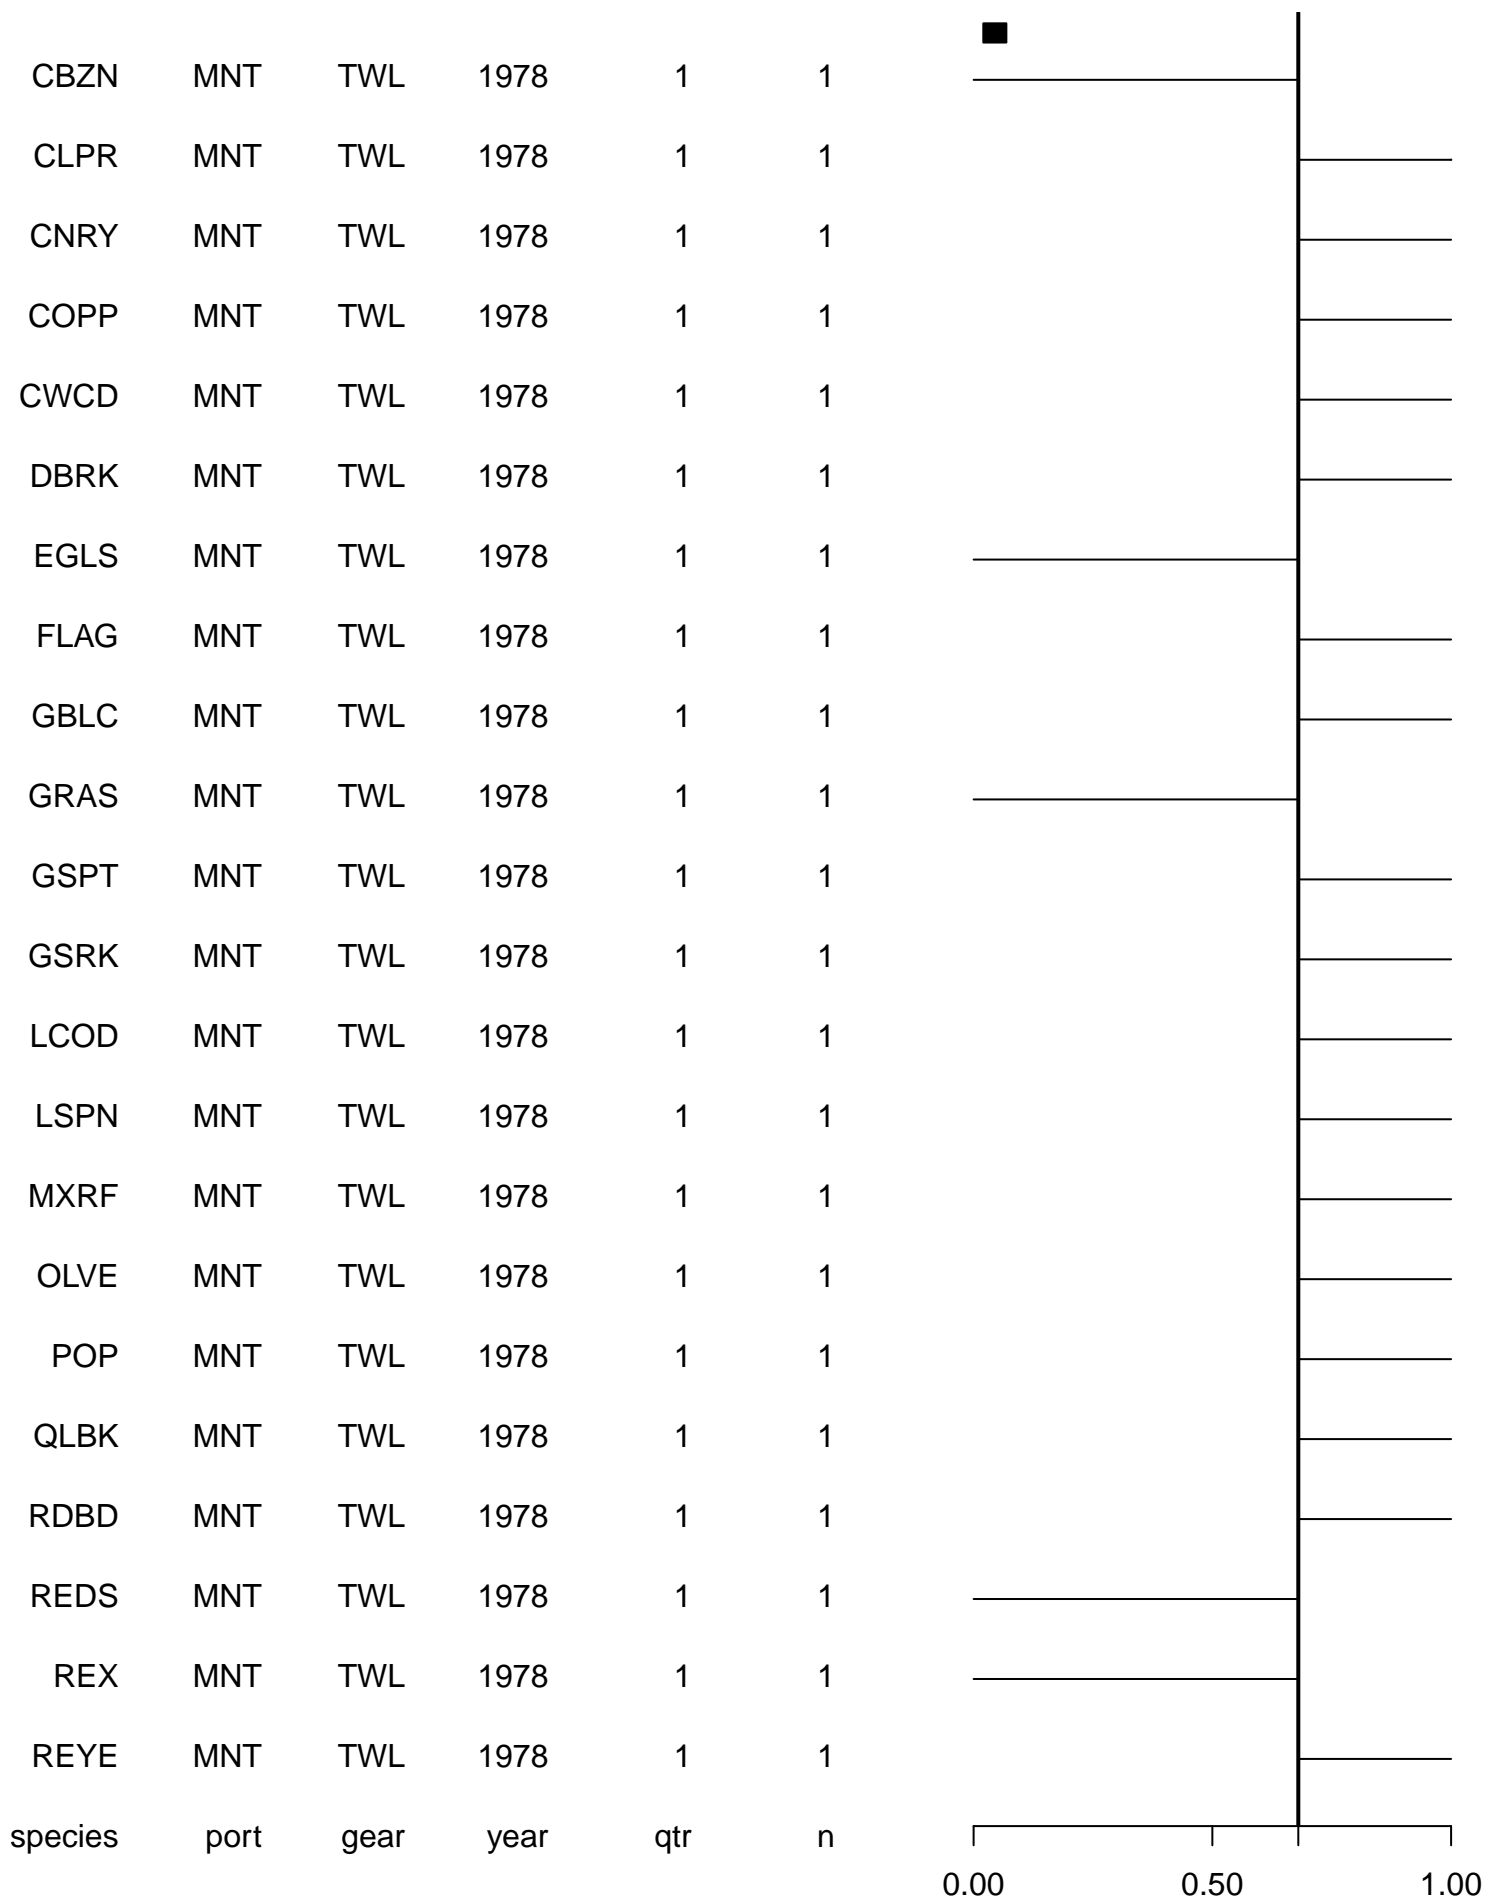 CBZN MNT TWL 1978 1 1
CLPR MNT TWL 1978 1 1
CNRY MNT TWL 1978 1 1
COPP MNT TWL 1978 1 1
CWCD MNT TWL 1978 1 1
DBRK MNT TWL 1978 1 1
EGLS MNT TWL 1978 1 1
FLAG MNT TWL 1978 1 1
GBLC MNT TWL 1978 1 1
GRAS MNT TWL 1978 1 1
GSPT MNT TWL 1978 1 1
GSRK MNT TWL 1978 1 1
LCOD MNT TWL 1978 1 1
LSPN MNT TWL 1978 1 1
MXRF MNT TWL 1978 1 1
OLVE MNT TWL 1978 1 1
POP MNT TWL 1978 1 1
QLBK MNT TWL 1978 1 1
RDBD MNT TWL 1978 1 1
REDS MNT TWL 1978 1 1
REX MNT TWL 1978 1 1
REYE MNT TWL 1978 1 1
species port gear year qtr n
0.00 0.50 1.00